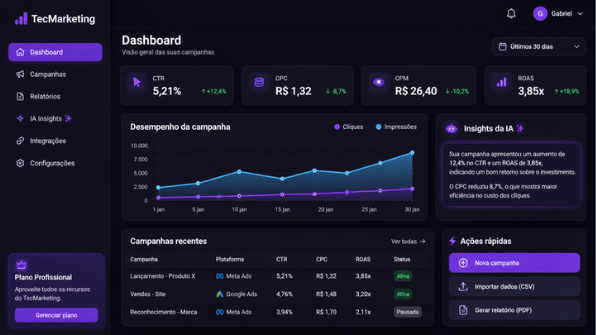 TecMarketing
G
Gabriel
Dashboard
Campanhas
Relatórios
IA Insights
Integrações
Configurações
Plano Profissional
Aproveite todos os recursos
do TecMarketing.
Gerenciar plano
Dashboard
Visão geral das suas campanhas
Últimos 30 dias
CTR
5,21%
↑ +12,4%
CPC
R$ 1,32
↓ -8,7%
CPM
R$ 26,40
↓ -10,2%
ROAS
3,85x
↑ +18,9%
Desempenho da campanha
Cliques
Impressões
10.000
7.500
5.000
2.500
0
1 jan
5 jan
10 jan
15 jan
20 jan
25 jan
30 jan
Insights da IA
Sua campanha apresentou um aumento de
12,4% no CTR e um RGAS de 3,85x,
indicando um bom retorno sobre o investimento.
O CPC reduziu 8,7%, o que mostra maior
eficiência no custo dos cliques.
Campanhas recentes
Ver todas →
Campanha Plataforma CTR CPC ROAS Status
Lançamento - Produto X Meta Ads 5,21% R$ 1,32 3,85x Ativa
Vendas - Site Google Ads 4,76% R$ 1,48 3,20x Ativa
Reconhecimento - Marca Meta Ads 3,94% R$ 1,70 2,11x Pausada
Ações rápidas
Nova campanha
Importar dados (CSV)
Gerar relatório (PDF)